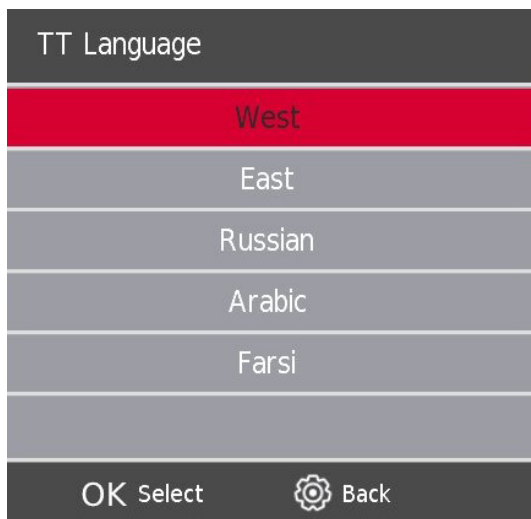 TT Language
West
East
Russian
Arabic
Farsi
OK Select Back